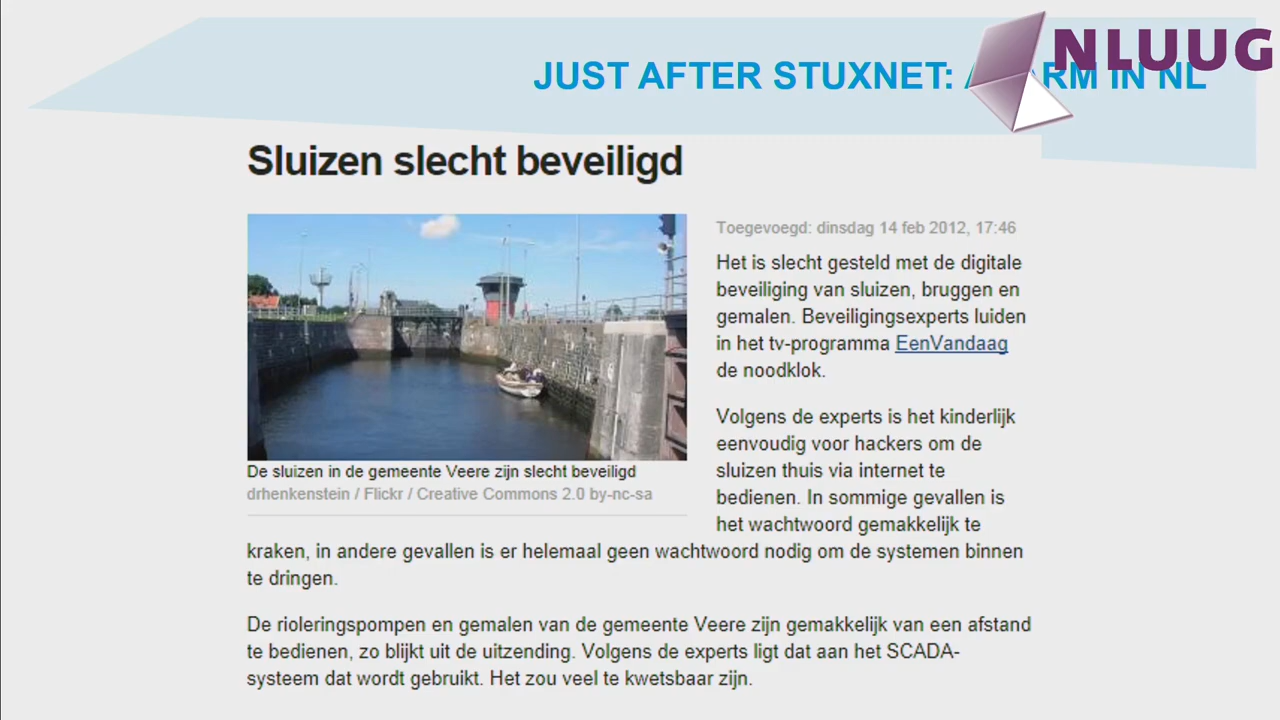 NLUUG
JUST AFTER STUXNET: IN NL
Sluizen slecht beveiligd
Toegevoegd: dinsdag 14 feb 2012, 17:46
Het is slecht gesteld met de digitale
beveiliging van sluizen, bruggen en
gemalen. Beveiligingsexperts luiden
in het tv-programma EenVandaag
de noodklok.
Volgens de experts is het kinderlijk
eenvoudig voor hackers om de
sluizen thuis via internet te
bedienen. In sommige gevallen is
het wachtwoord gemakkelijk te
kraken, in andere gevallen is er helemaal geen wachtwoord nodig om de systemen binnen
te dringen.
De sluizen in de gemeente Veere zijn slecht beveiligd
drhenkenstein / Flickr / Creative Commons 2.0 by-nc-sa
De rioleringspompen en gemalen van de gemeente Veere zijn gemakkelijk van een afstand
te bedienen, zo blijkt uit de uitzending. Volgens de experts ligt dat aan het SCADA-
systeem dat wordt gebruikt. Het zou veel te kwetsbaar zijn.